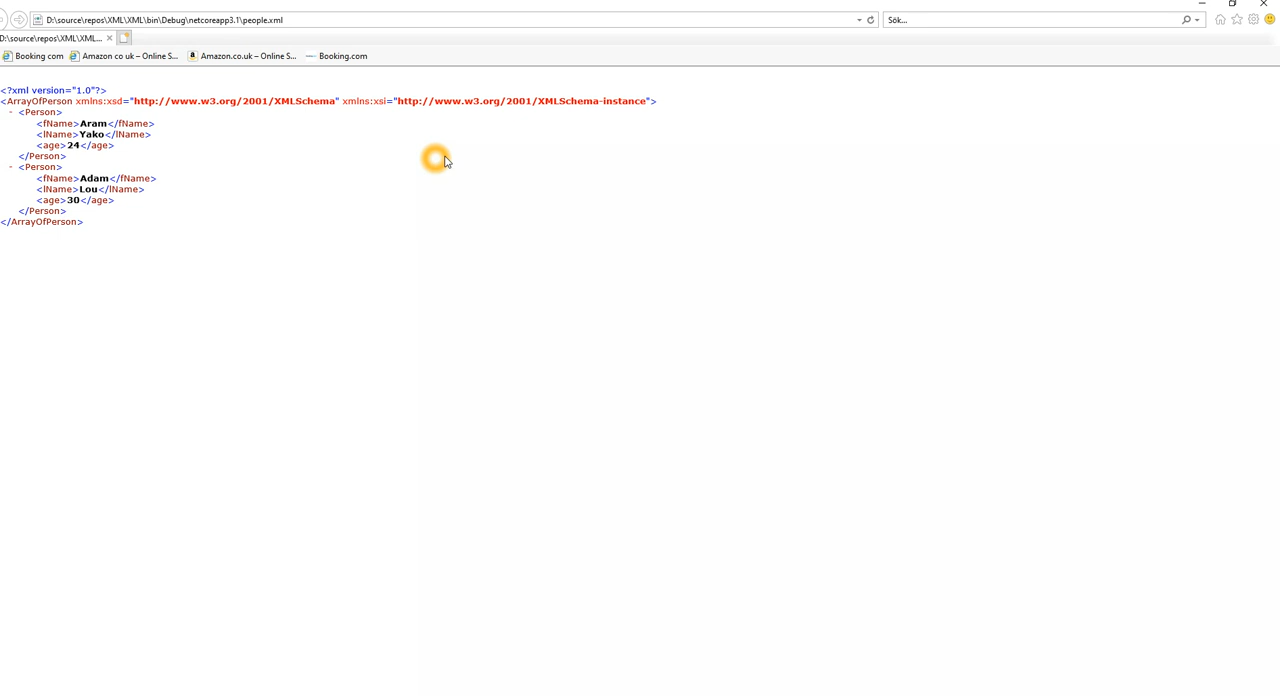 D:\source\repos\XML\XML\bin\Debug\netcoreapp3.1\people.xml
Sök...
D:\source\repos\XML\XML...
Booking com Amazon co uk – Online S... a Amazon.co.uk – Online S... Booking.com
<?xml version="1.0"?>
<ArrayOfPerson xmlns:xsd="http://www.w3.org/2001/XMLSchema" xmlns:xsi="http://www.w3.org/2001/XMLSchema-instance">
- <Person>
<fName>Aram</fName>
<lName>Yako</lName>
<age>24</age>
</Person>
- <Person>
<fName>Adam</fName>
<lName>Lou</lName>
<age>30</age>
</Person>
</ArrayOfPerson>